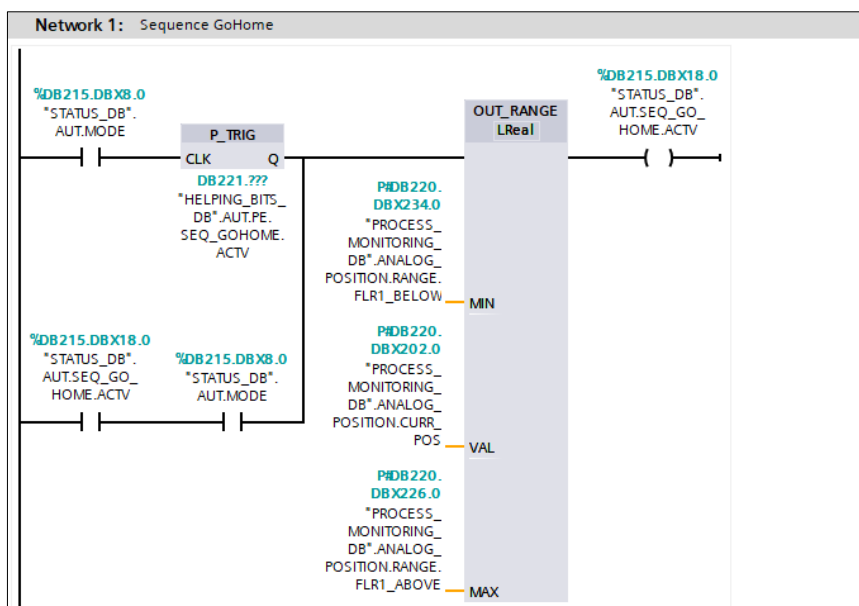 Network 1: Sequence GoHome
%DB215.DBX8.0
"STATUS_DB".
AUT.MODE
P_TRIG
CLK Q
DB221.???
"HELPING_BITS_
DB".AUT.PE.
SEQ_GOHOME.
ACTV
OUT_RANGE
LReal
%DB215.DBX18.0
"STATUS_DB".
AUT.SEQ_GO_
HOME.ACTV
P#DB220.
DBX234.0
"PROCESS_
MONITORING_
DB".ANALOG_
POSITION.RANGE.
FLR1_BELOW
MIN
%DB215.DBX18.0
"STATUS_DB".
AUT.SEQ_GO_
HOME.ACTV
%DB215.DBX8.0
"STATUS_DB".
AUT.MODE
P#DB220.
DBX202.0
"PROCESS_
MONITORING_
DB".ANALOG_
POSITION.CURR_
POS
VAL
P#DB220.
DBX226.0
"PROCESS_
MONITORING_
DB".ANALOG_
POSITION.RANGE.
FLR1_ABOVE
MAX